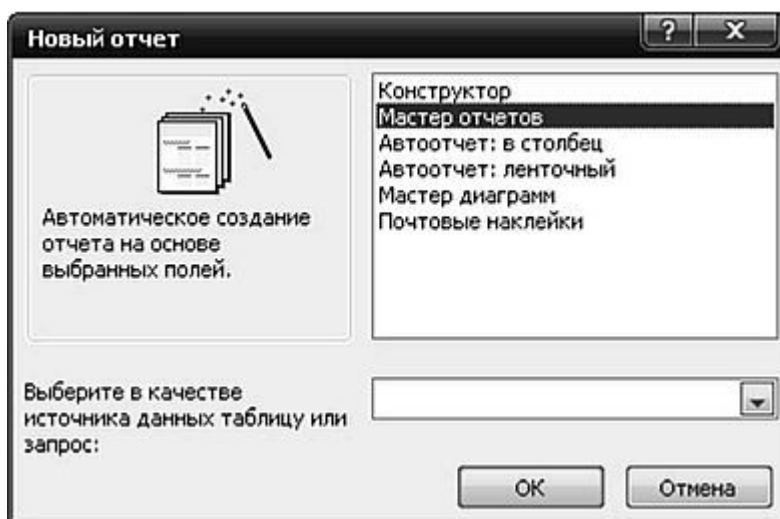 Новый отчет
Конструктор
Мастер отчетов
Автоотчет: в столбец
Автоотчет: ленточный
Мастер диаграмм
Почтовые наклейки
Автоматическое создание
отчета на основе
выбранных полей.
Выберите в качестве
источника данных таблицу или
запрос:
ОК
Отмена